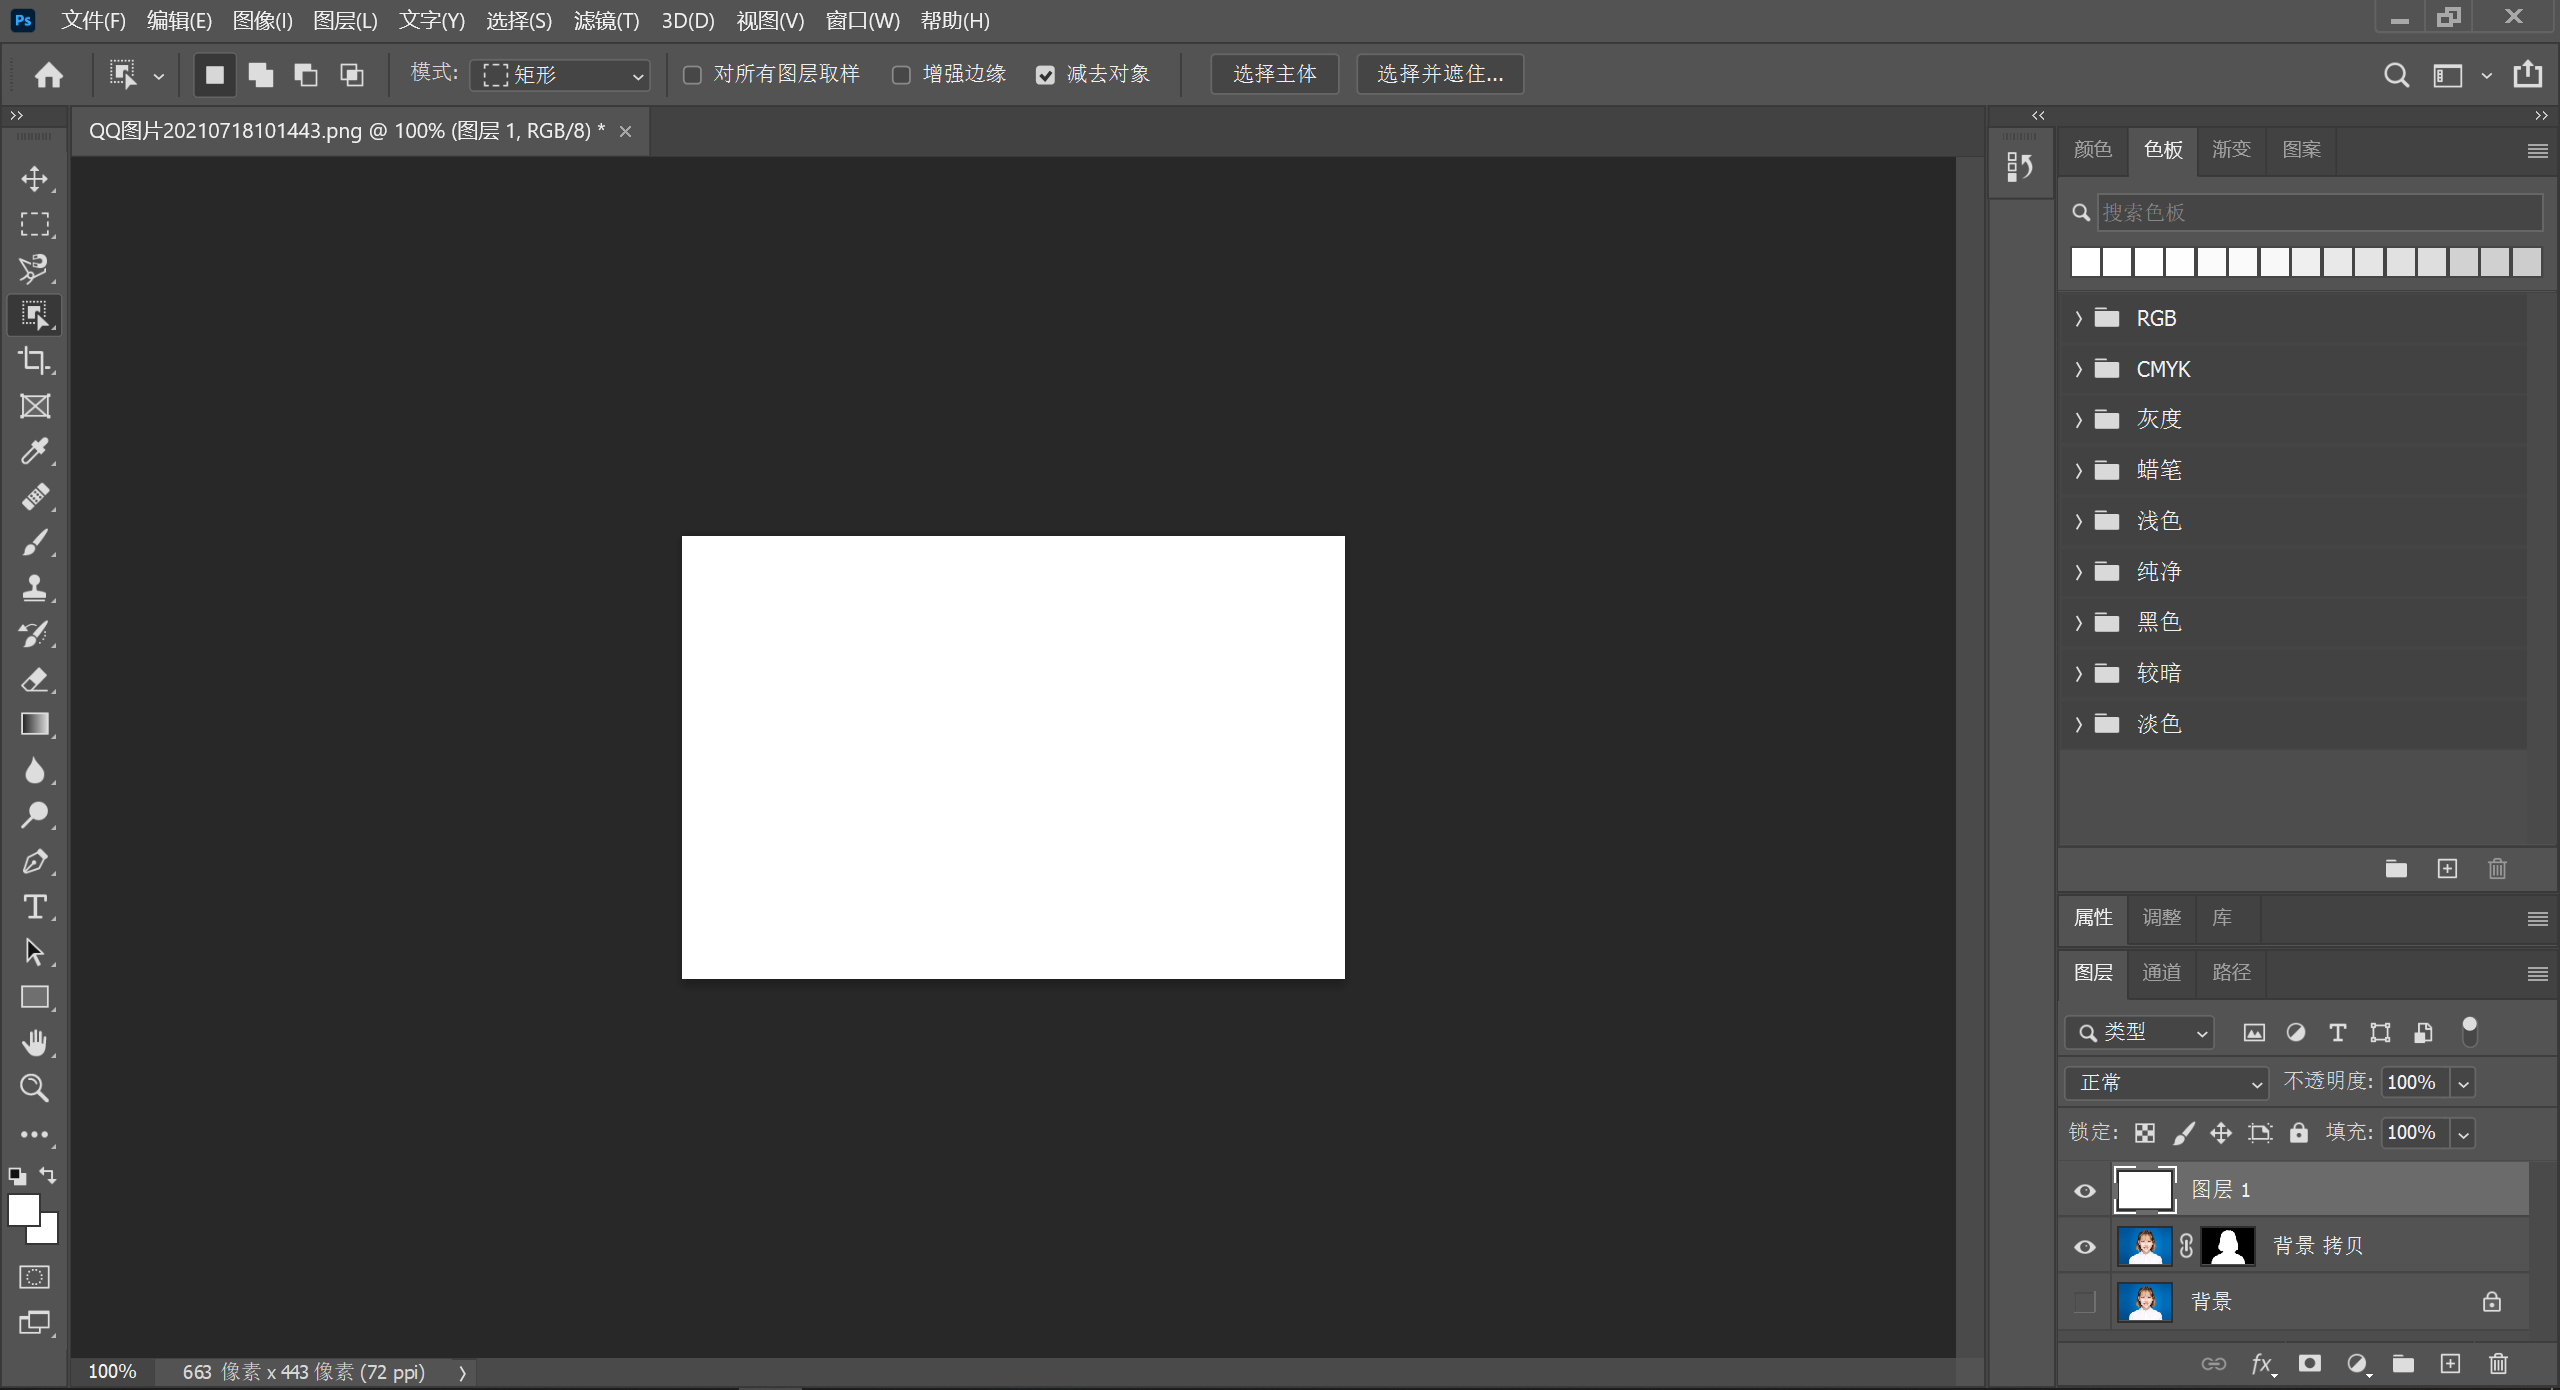 Ps 文件(F) 编辑(E) 图像(I) 图层(L) 文字(Y) 选择(S) 滤镜(T) 3D(D) 视图(V) 窗口(W) 帮助(H)
模式: 矩形 对所有图层取样 增强边缘 减去对象 选择主体 选择并遮住...
QQ图片20210718101443.png @ 100% (图层 1, RGB/8) *
颜色 色板 渐变 图案
搜索色板
RGB
CMYK
灰度
蜡笔
浅色
纯净
黑色
较暗
淡色
属性 调整 库
图层 通道 路径
类型
正常 不透明度: 100%
锁定: 填充: 100%
图层 1
背景 拷贝
背景
fx
100% 663 像素 x 443 像素 (72 ppi)